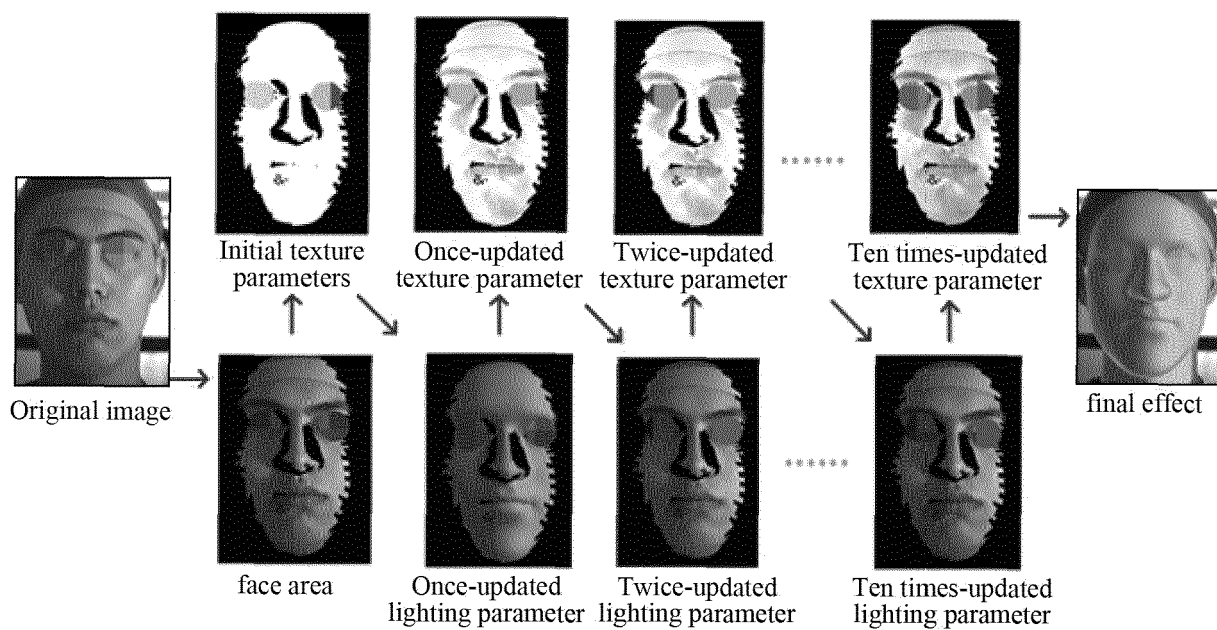 Initial texture
parameters
Once-updated
texture parameter
Twice-updated
texture parameter
Ten times-updated
texture parameter
Original image
final effect
face area
Once-updated
lighting parameter
Twice-updated
lighting parameter
Ten times-updated
lighting parameter